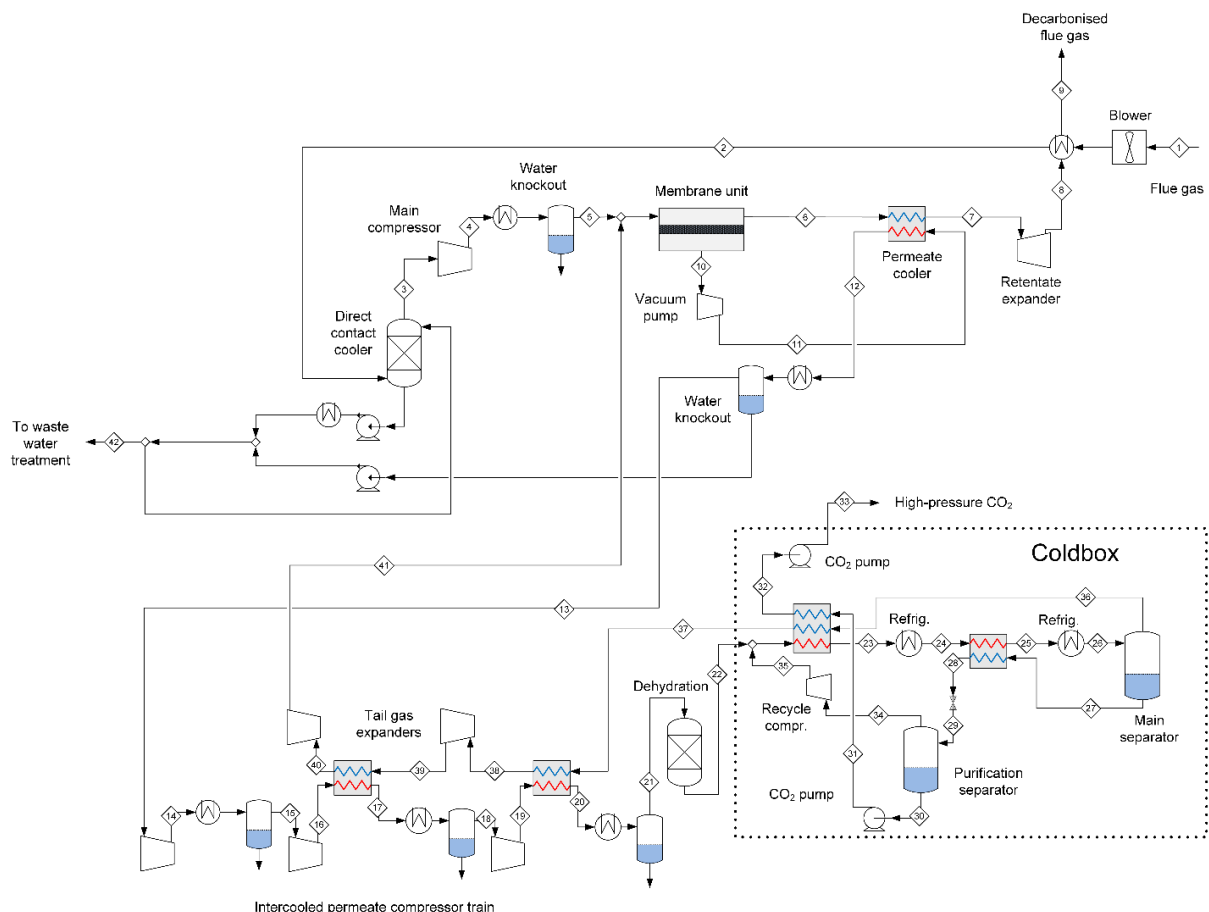 Decarbonised
flue gas
9
Blower
2
1
Water
knockout
Flue gas
8
Main
compressor
4
5
Membrane unit
6
7
Permeate
cooler
Retentate
expander
10
12
3
Vacuum
pump
11
Direct
contact
cooler
Water
knockout
To waste
water
treatment
42
33
High-pressure CO₂
Coldbox
CO₂ pump
41
32
36
13
37
Refrig.
Refrig.
23
24
25
26
22
28
35
Dehydration
Recycle
compr.
34
27
29
Main
separator
Tail gas
expanders
31
Purification
separator
40
39
38
21
CO₂ pump
30
14
15
16
17
18
19
20
Intercooled permeate compressor train